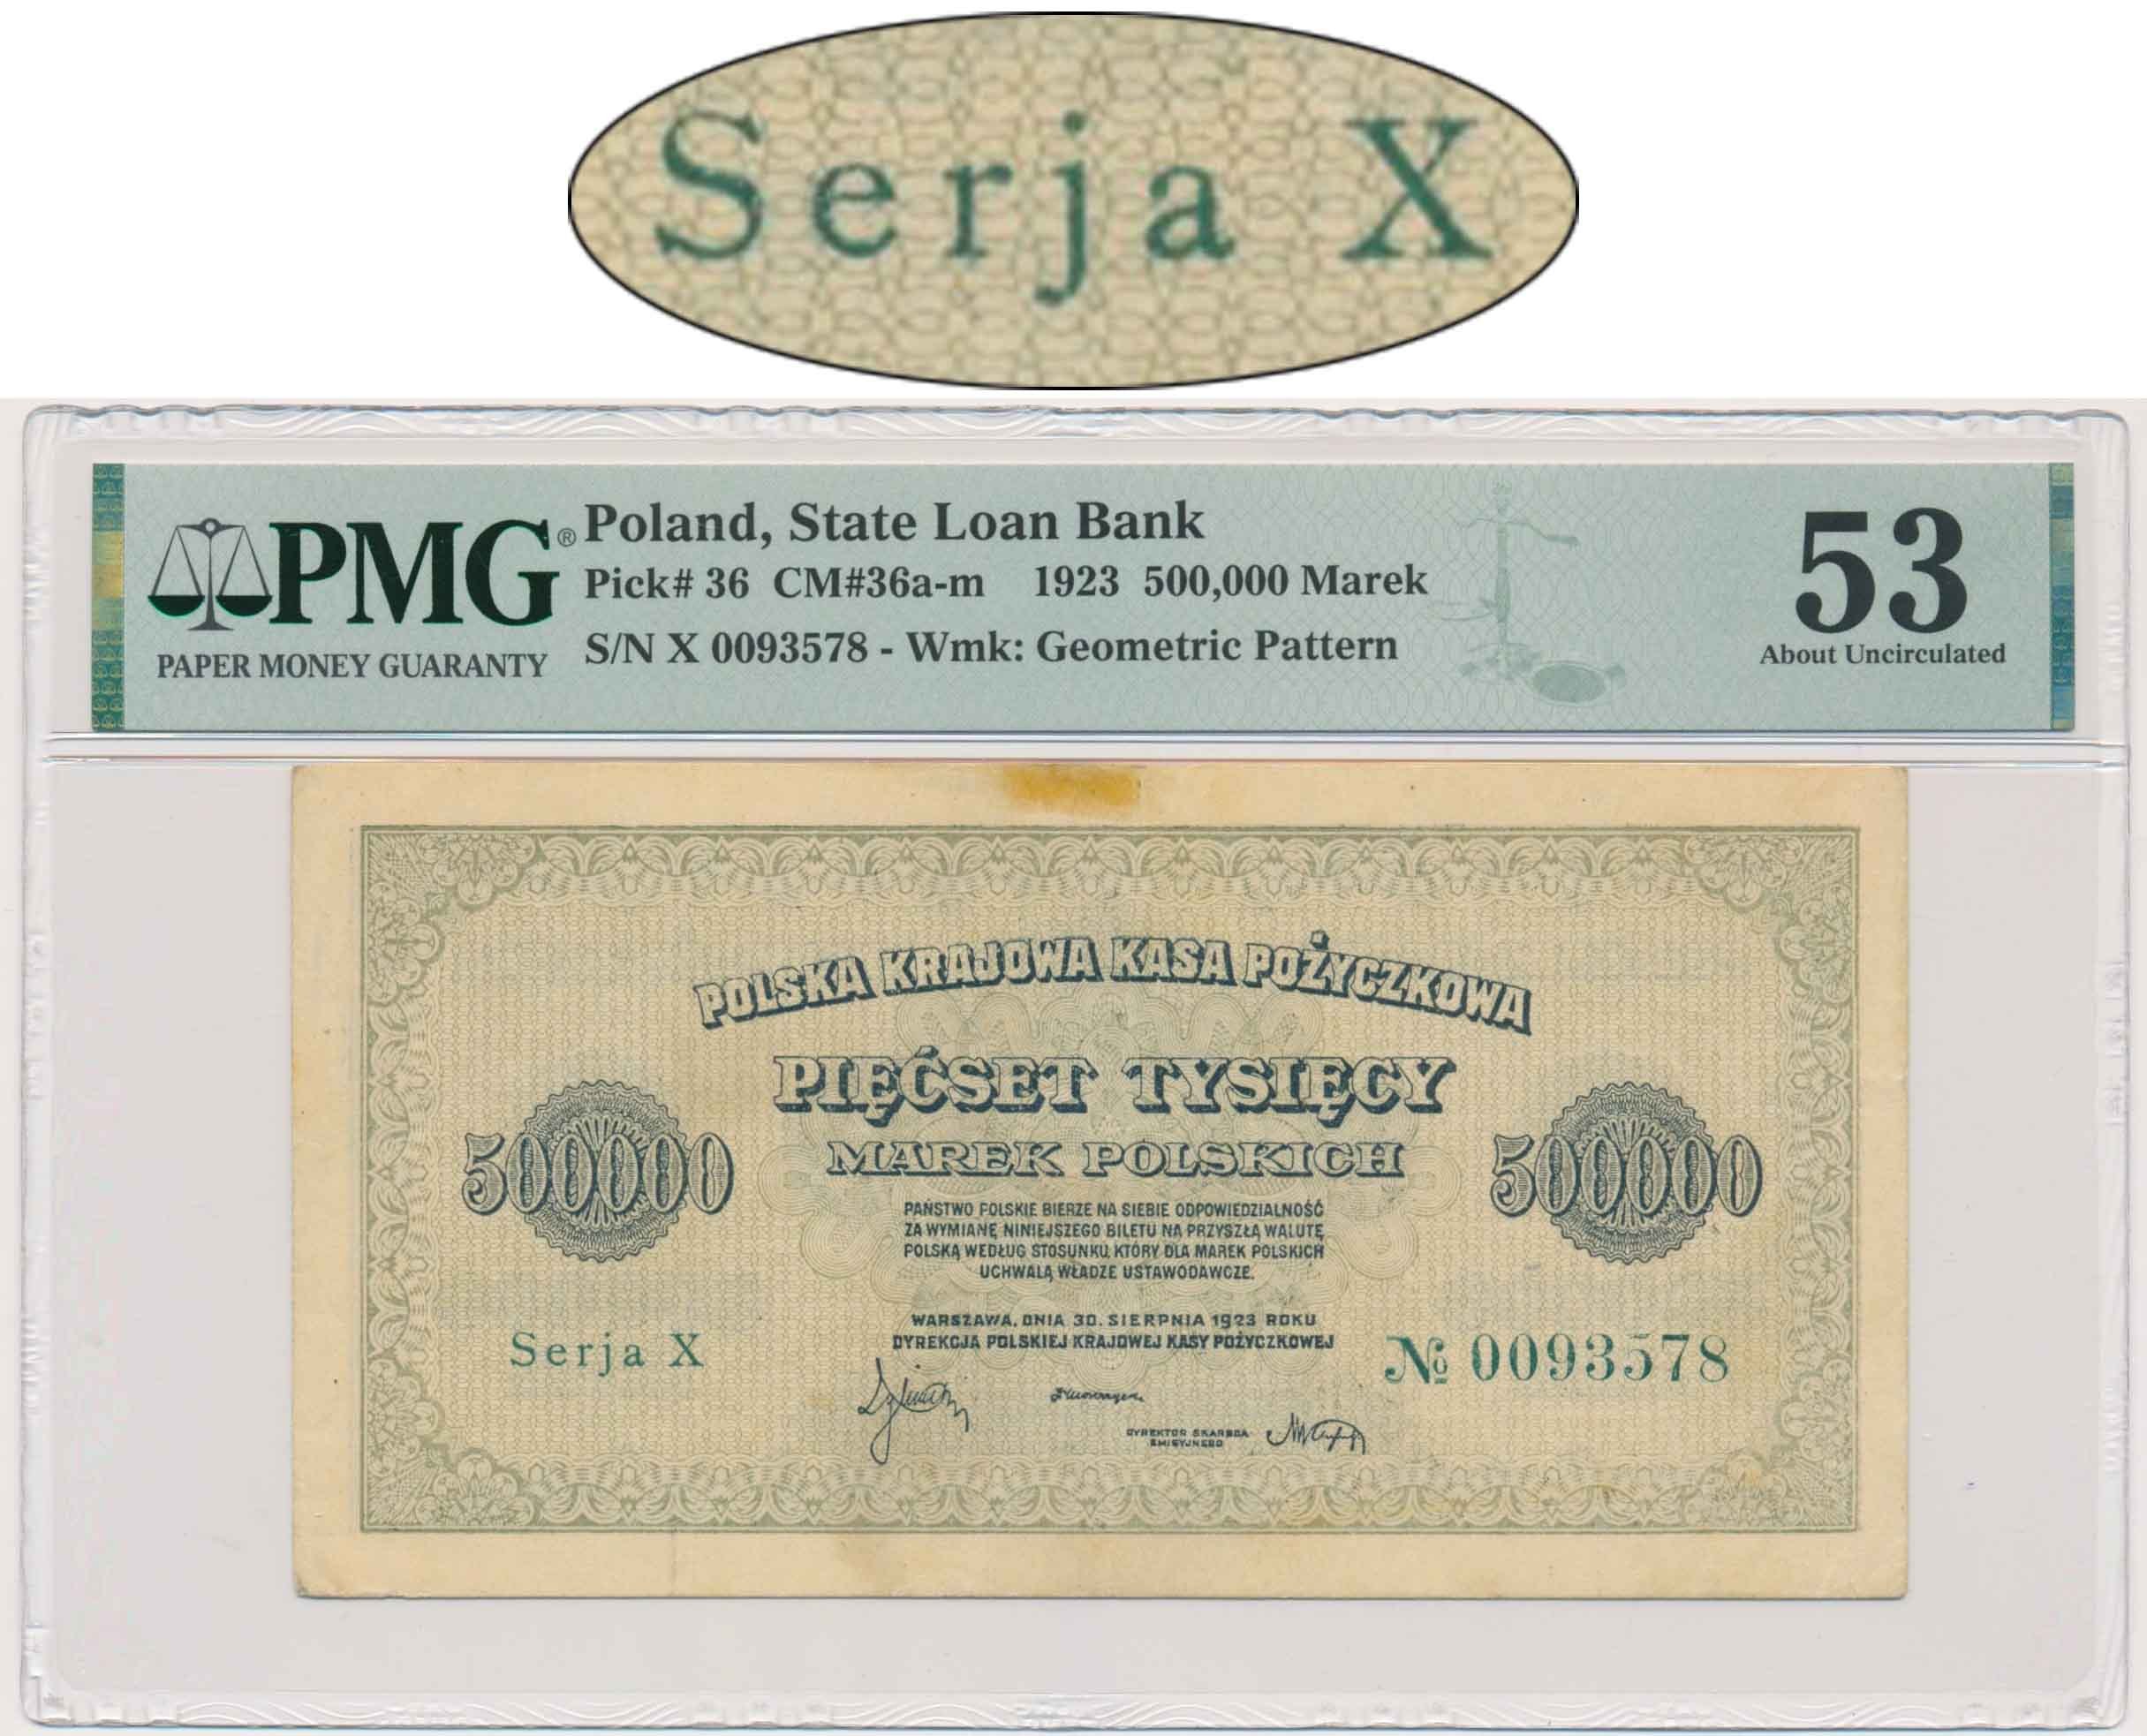 Serja X
PMG®
PAPER MONEY GUARANTY
Poland, State Loan Bank
Pick# 36 CM#36a-m 1923 500,000 Marek
S/N X 0093578 - Wmk: Geometric Pattern
53
About Uncirculated
POLSKA KRAJOWA KASA POŻYCZKOWA
PIĘĆSET TYSIĘCY
MAREK POLSKICH
500000
500000
PAŃSTWO POLSKIE BIERZE NA SIEBIE ODPOWIEDZIALNOŚĆ
ZA WYMIANĘ NINIEJSZEGO BILETU NA PRZYSZŁĄ WALUTĘ
POLSKĄ WEDŁUG STOSUNKU, KTÓRY DLA MAREK POLSKICH
UCHWALĄ WŁADZE USTAWODAWCZE.
WARSZAWA, DNIA 30. SIERPNIA 1923 ROKU
DYREKCJA POLSKIEJ KRAJOWEJ KASY POŻYCZKOWEJ
Serja X
№ 0093578
DYREKTOR SKARBCA
EMISYJNEGO